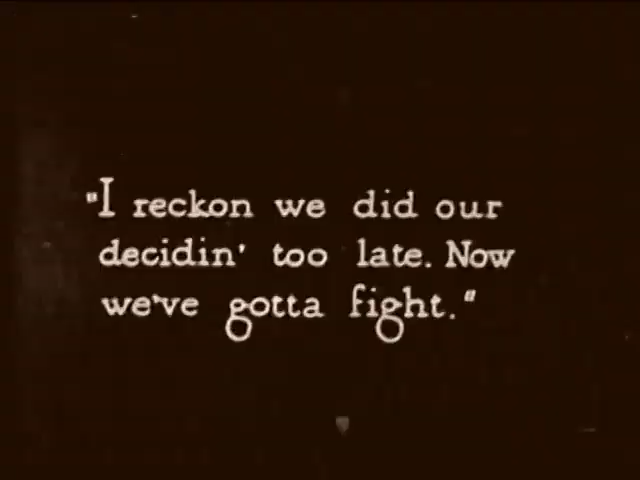 "I reckon we did our
decidin' too late. Now
we've gotta fight."